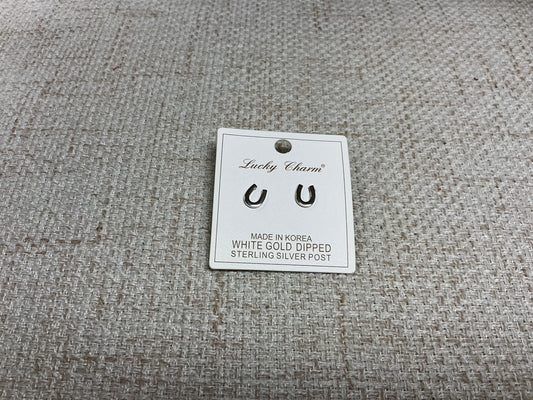 Lucky Charm®
MADE IN KOREA
WHITE GOLD DIPPED
STERLING SILVER POST